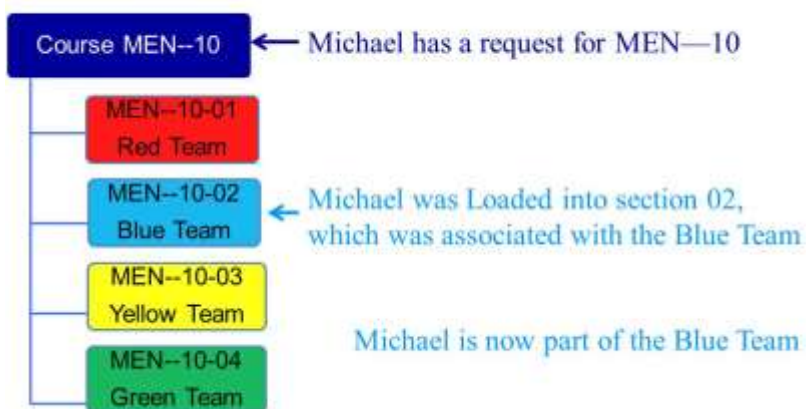 Course MEN--10
Michael has a request for MEN—10
MEN--10-01
Red Team
MEN--10-02
Blue Team
Michael was Loaded into section 02,
which was associated with the Blue Team
MEN--10-03
Yellow Team
Michael is now part of the Blue Team
MEN--10-04
Green Team